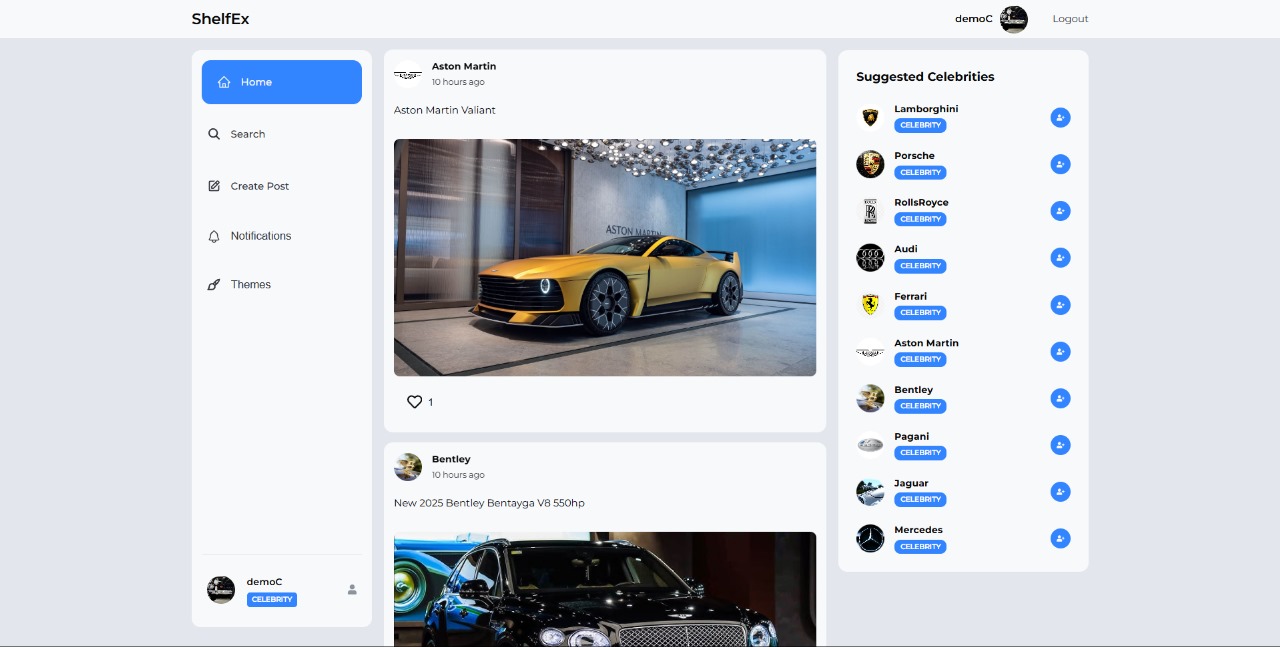 ShelfEx
demoC
Logout
Home
Search
Create Post
Notifications
Themes
demoC
CELEBRITY
Aston Martin
10 hours ago
Aston Martin Valiant
ASTON MARTIN
1
Bentley
10 hours ago
New 2025 Bentley Bentayga V8 550hp
Suggested Celebrities
Lamborghini
CELEBRITY
Porsche
CELEBRITY
RollsRoyce
CELEBRITY
Audi
CELEBRITY
Ferrari
CELEBRITY
Aston Martin
CELEBRITY
Bentley
CELEBRITY
Pagani
CELEBRITY
Jaguar
CELEBRITY
Mercedes
CELEBRITY